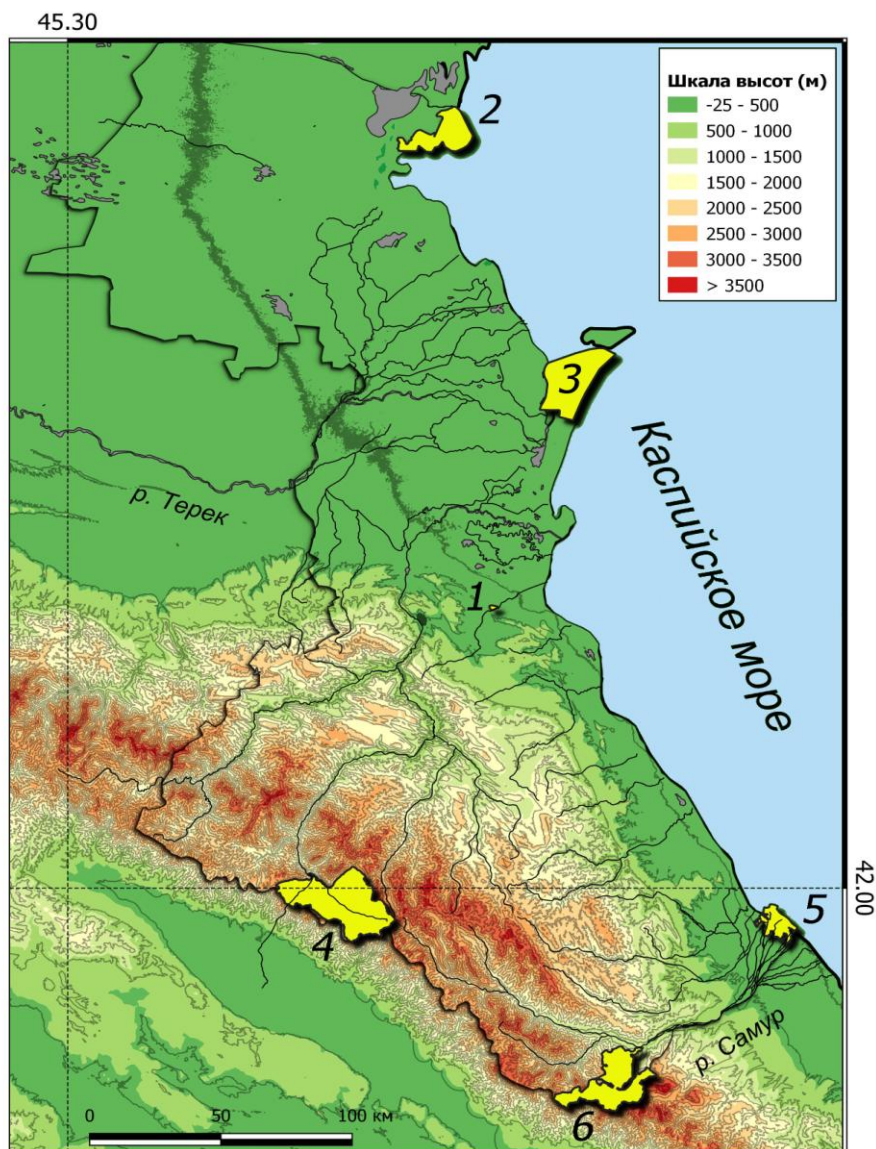 45.30
Шкала высот (м)
-25 - 500
500 - 1000
1000 - 1500
1500 - 2000
2000 - 2500
2500 - 3000
3000 - 3500
> 3500
2
3
Каспийское море
р. Терек
1
42.00
5
4
р. Самур
6
0 50 100 км